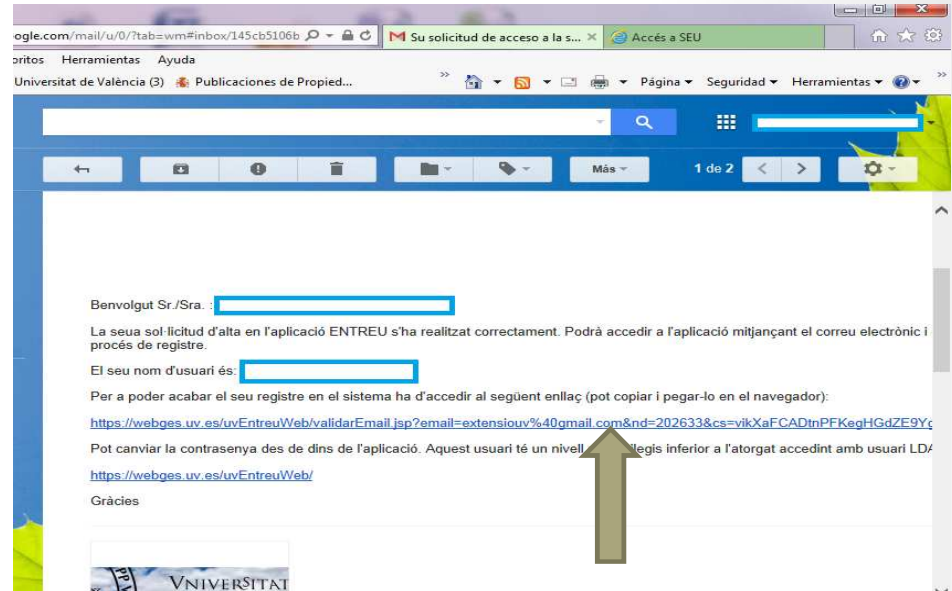 ogle.com/mail/u/0/?tab=wm#inbox/145cb5106b
Su solicitud de acceso a la s...
Accés a SEU
oritos Herramientas Ayuda
Universitat de València (3) Publicaciones de Propied...
Página Seguridad Herramientas
Más
1 de 2
Benvolgut Sr./Sra. :
La seua sol·licitud d'alta en l'aplicació ENTREU s'ha realitzat correctament. Podrà accedir a l'aplicació mitjançant el correu electrònic i
procés de registre.
El seu nom d'usuari és:
Per a poder acabar el seu registre en el sistema ha d'accedir al següent enllaç (pot copiar i pegar-lo en el navegador):
https://webges.uv.es/uvEntreuWeb/validarEmail.jsp?email=extensiouv%40gmail.com&nd=202633&cs=vikXaFCADtnPFKegHGdZE9Yg
Pot canviar la contrasenya des de dins de l'aplicació. Aquest usuari té un nivell legis inferior a l'atorgat accedint amb usuari LDA
https://webges.uv.es/uvEntreuWeb/
Gràcies
VNIVERSITAT